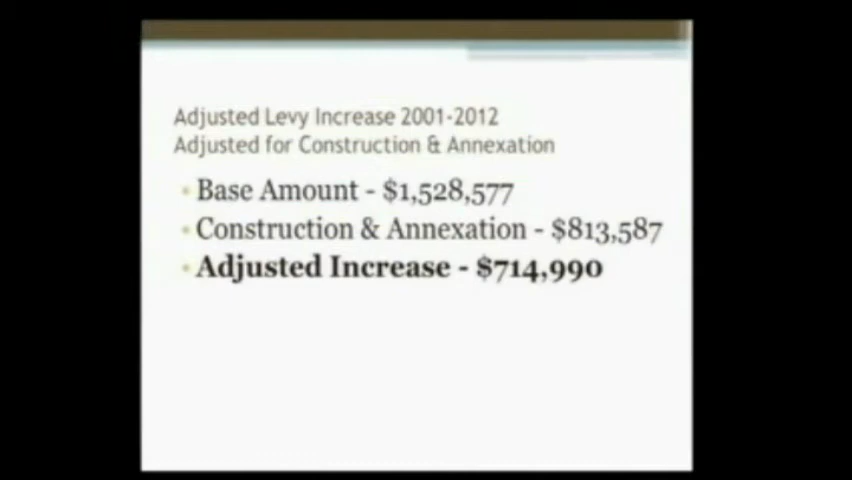 Adjusted Levy Increase 2001-2012
Adjusted for Construction & Annexation
• Base Amount - $1,528,577
• Construction & Annexation - $813,587
• Adjusted Increase - $714,990